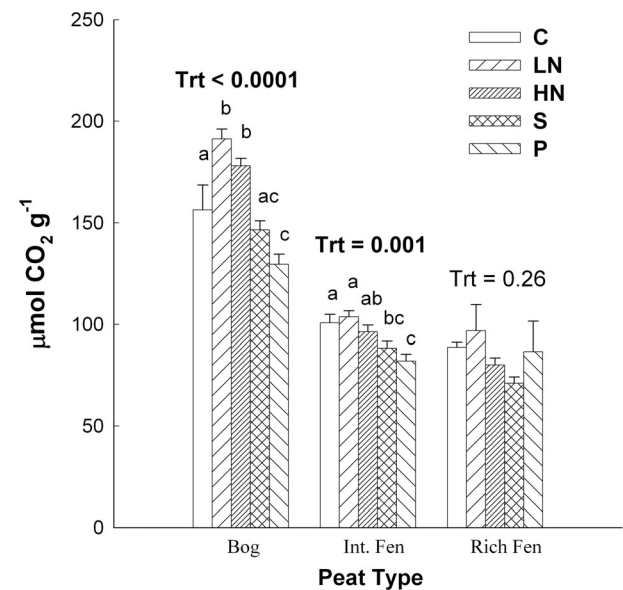 250
200
150
100
50
0
µmol CO2 g-1
C
LN
HN
S
P
Trt < 0.0001
a
b
b
ac
c
Trt = 0.001
a
a
ab
bc
c
Trt = 0.26
Bog
Int. Fen
Rich Fen
Peat Type